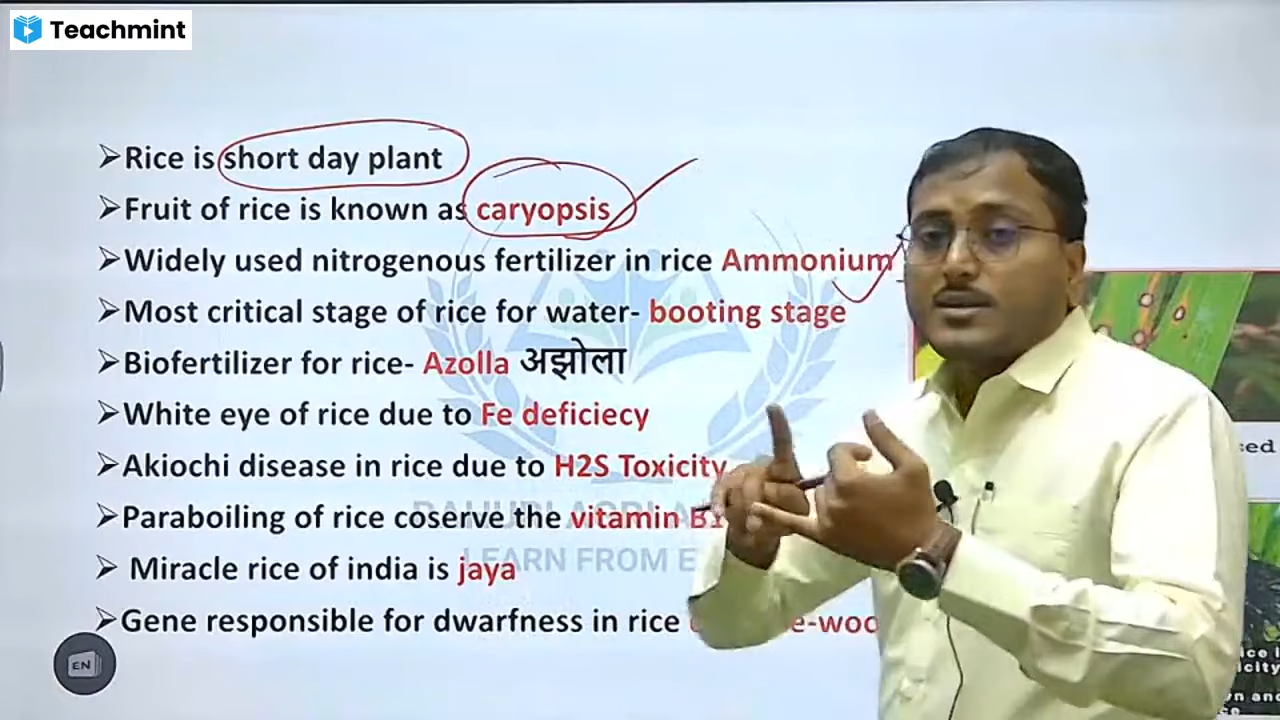 Teachmint
Rice is short day plant
Fruit of rice is known as caryopsis
Widely used nitrogenous fertilizer in rice Ammonium
Most critical stage of rice for water- booting stage
Biofertilizer for rice- Azolla अझोला
White eye of rice due to Fe deficiecy
Akiochi disease in rice due to H2S Toxicity
Paraboiling of rice coserve the vitamin B1
Miracle rice of india is jaya
Gene responsible for dwarfness in rice
LEARN FROM
EN